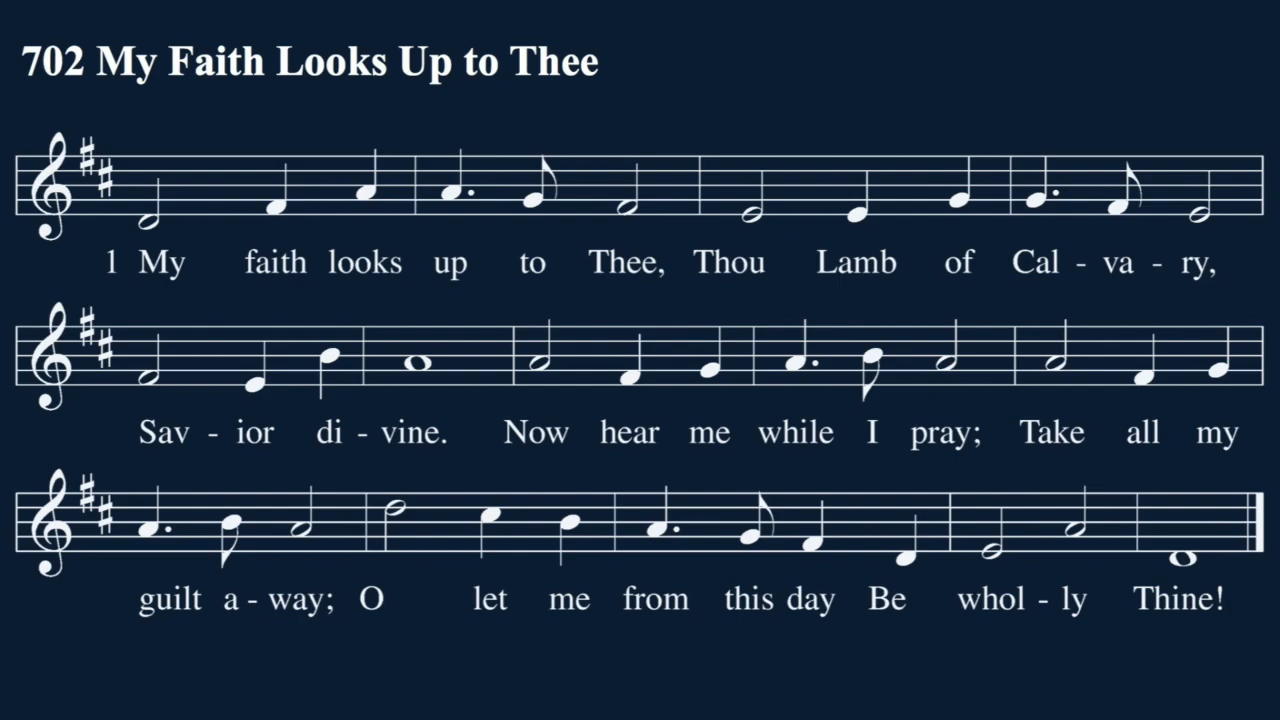 702 My Faith Looks Up to Thee
1 My faith looks up to Thee, Thou Lamb of Cal - va - ry,
Sav - ior di - vine. Now hear me while I pray; Take all my
guilt a - way; O let me from this day Be whol - ly Thine!